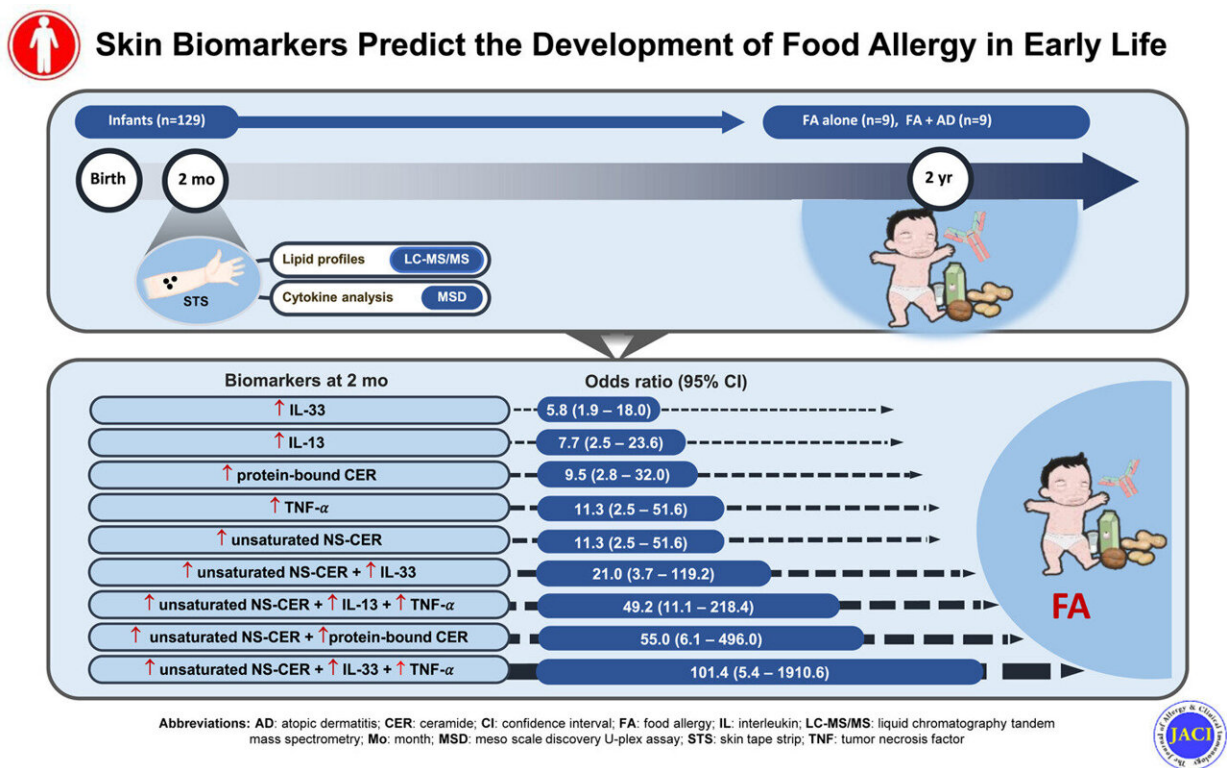 Skin Biomarkers Predict the Development of Food Allergy in Early Life
Infants (n=129)
FA alone (n=9), FA + AD (n=9)
Birth
2 mo
2 yr
STS
Lipid profiles
LC-MS/MS
Cytokine analysis
MSD
Biomarkers at 2 mo
Odds ratio (95% CI)
↑ IL-33
5.8 (1.9 – 18.0)
↑ IL-13
7.7 (2.5 – 23.6)
↑ protein-bound CER
9.5 (2.8 – 32.0)
↑ TNF-α
11.3 (2.5 – 51.6)
↑ unsaturated NS-CER
11.3 (2.5 – 51.6)
↑ unsaturated NS-CER + ↑ IL-33
21.0 (3.7 – 119.2)
↑ unsaturated NS-CER + ↑ IL-13 + ↑ TNF-α
49.2 (11.1 – 218.4)
↑ unsaturated NS-CER + ↑protein-bound CER
55.0 (6.1 – 496.0)
↑ unsaturated NS-CER + ↑ IL-33 + ↑ TNF-α
101.4 (5.4 – 1910.6)
FA
Abbreviations: AD: atopic dermatitis; CER: ceramide; CI: confidence interval; FA: food allergy; IL: interleukin; LC-MS/MS: liquid chromatography tandem
mass spectrometry; Mo: month; MSD: meso scale discovery U-plex assay; STS: skin tape strip; TNF: tumor necrosis factor
The Journal of Allergy & Clinical Immunology
JACI